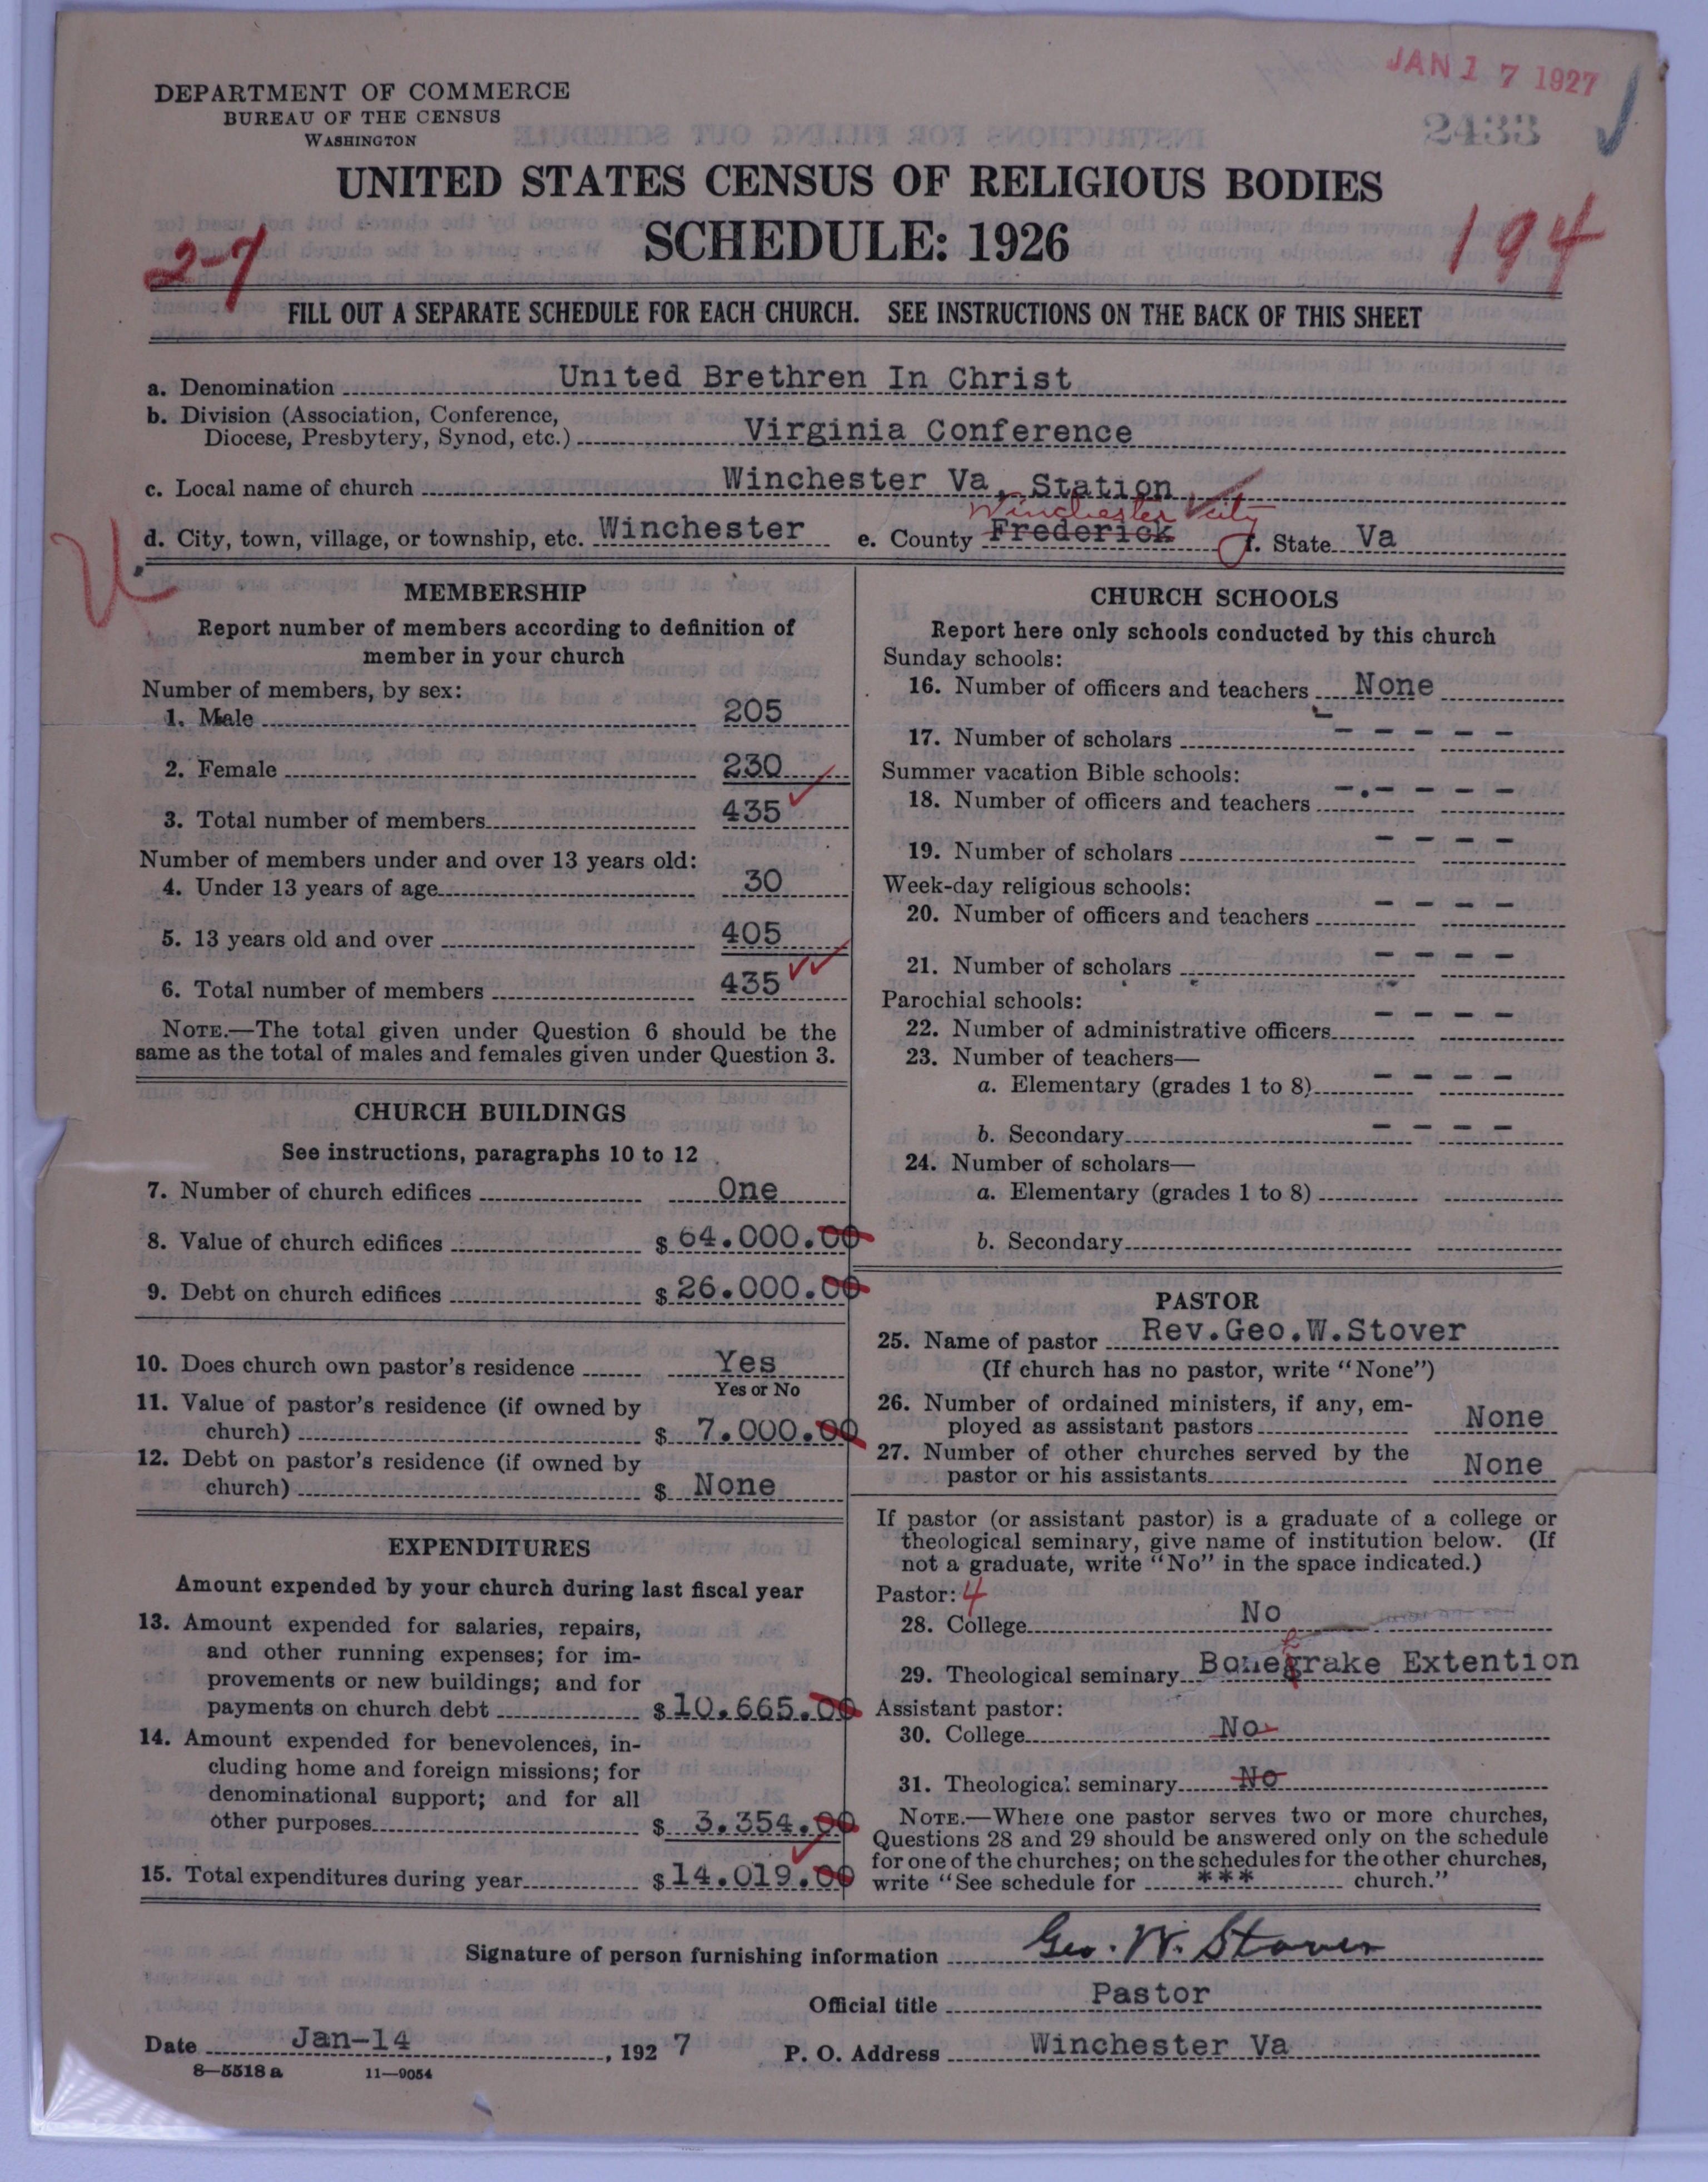 JAN 17 1927
2433
DEPARTMENT OF COMMERCE
BUREAU OF THE CENSUS
WASHINGTON
UNITED STATES CENSUS OF RELIGIOUS BODIES
SCHEDULE: 1926
2-7
194
FILL OUT A SEPARATE SCHEDULE FOR EACH CHURCH. SEE INSTRUCTIONS ON THE BACK OF THIS SHEET
a. Denomination United Brethren In Christ
b. Division (Association, Conference,
Diocese, Presbytery, Synod, etc.) Virginia Conference
c. Local name of church Winchester Va, Station
Winchester City
d. City, town, village, or township, etc. Winchester e. County Frederick f. State Va
MEMBERSHIP
Report number of members according to definition of
member in your church
Number of members, by sex:
1. Male 205
2. Female 230
3. Total number of members 435
Number of members under and over 13 years old:
4. Under 13 years of age 30
5. 13 years old and over 405
6. Total number of members 435
NOTE.—The total given under Question 6 should be the
same as the total of males and females given under Question 3.
CHURCH BUILDINGS
See instructions, paragraphs 10 to 12
7. Number of church edifices One
8. Value of church edifices $ 64.000.00
9. Debt on church edifices $ 26.000.00
10. Does church own pastor's residence Yes
Yes or No
11. Value of pastor's residence (if owned by
church) $ 7.000.00
12. Debt on pastor's residence (if owned by
church) $ None
EXPENDITURES
Amount expended by your church during last fiscal year
13. Amount expended for salaries, repairs,
and other running expenses; for im-
provements or new buildings; and for
payments on church debt $ 10.665.00
14. Amount expended for benevolences, in-
cluding home and foreign missions; for
denominational support; and for all
other purposes $ 3.354.00
15. Total expenditures during year $ 14.019.00
CHURCH SCHOOLS
Report here only schools conducted by this church
Sunday schools:
16. Number of officers and teachers None
17. Number of scholars - - - - -
Summer vacation Bible schools:
18. Number of officers and teachers -.- - - -
19. Number of scholars - - - -
Week-day religious schools:
20. Number of officers and teachers - - - -
21. Number of scholars - - - -
Parochial schools:
22. Number of administrative officers - - - -
23. Number of teachers—
a. Elementary (grades 1 to 8) - - - -
b. Secondary - - - -
24. Number of scholars—
a. Elementary (grades 1 to 8)
b. Secondary
PASTOR
25. Name of pastor Rev.Geo.W.Stover
(If church has no pastor, write "None")
26. Number of ordained ministers, if any, em-
ployed as assistant pastors None
27. Number of other churches served by the
pastor or his assistants None
If pastor (or assistant pastor) is a graduate of a college or
theological seminary, give name of institution below. (If
not a graduate, write "No" in the space indicated.)
Pastor: 4
28. College No
29. Theological seminary Bonegrake Extention
Assistant pastor:
30. College No
31. Theological seminary No
NOTE.—Where one pastor serves two or more churches,
Questions 28 and 29 should be answered only on the schedule
for one of the churches; on the schedules for the other churches,
write "See schedule for *** church."
Signature of person furnishing information Geo. W. Stover
Official title Pastor
Date Jan-14, 1927 P. O. Address Winchester Va
8—5518a 11—9054